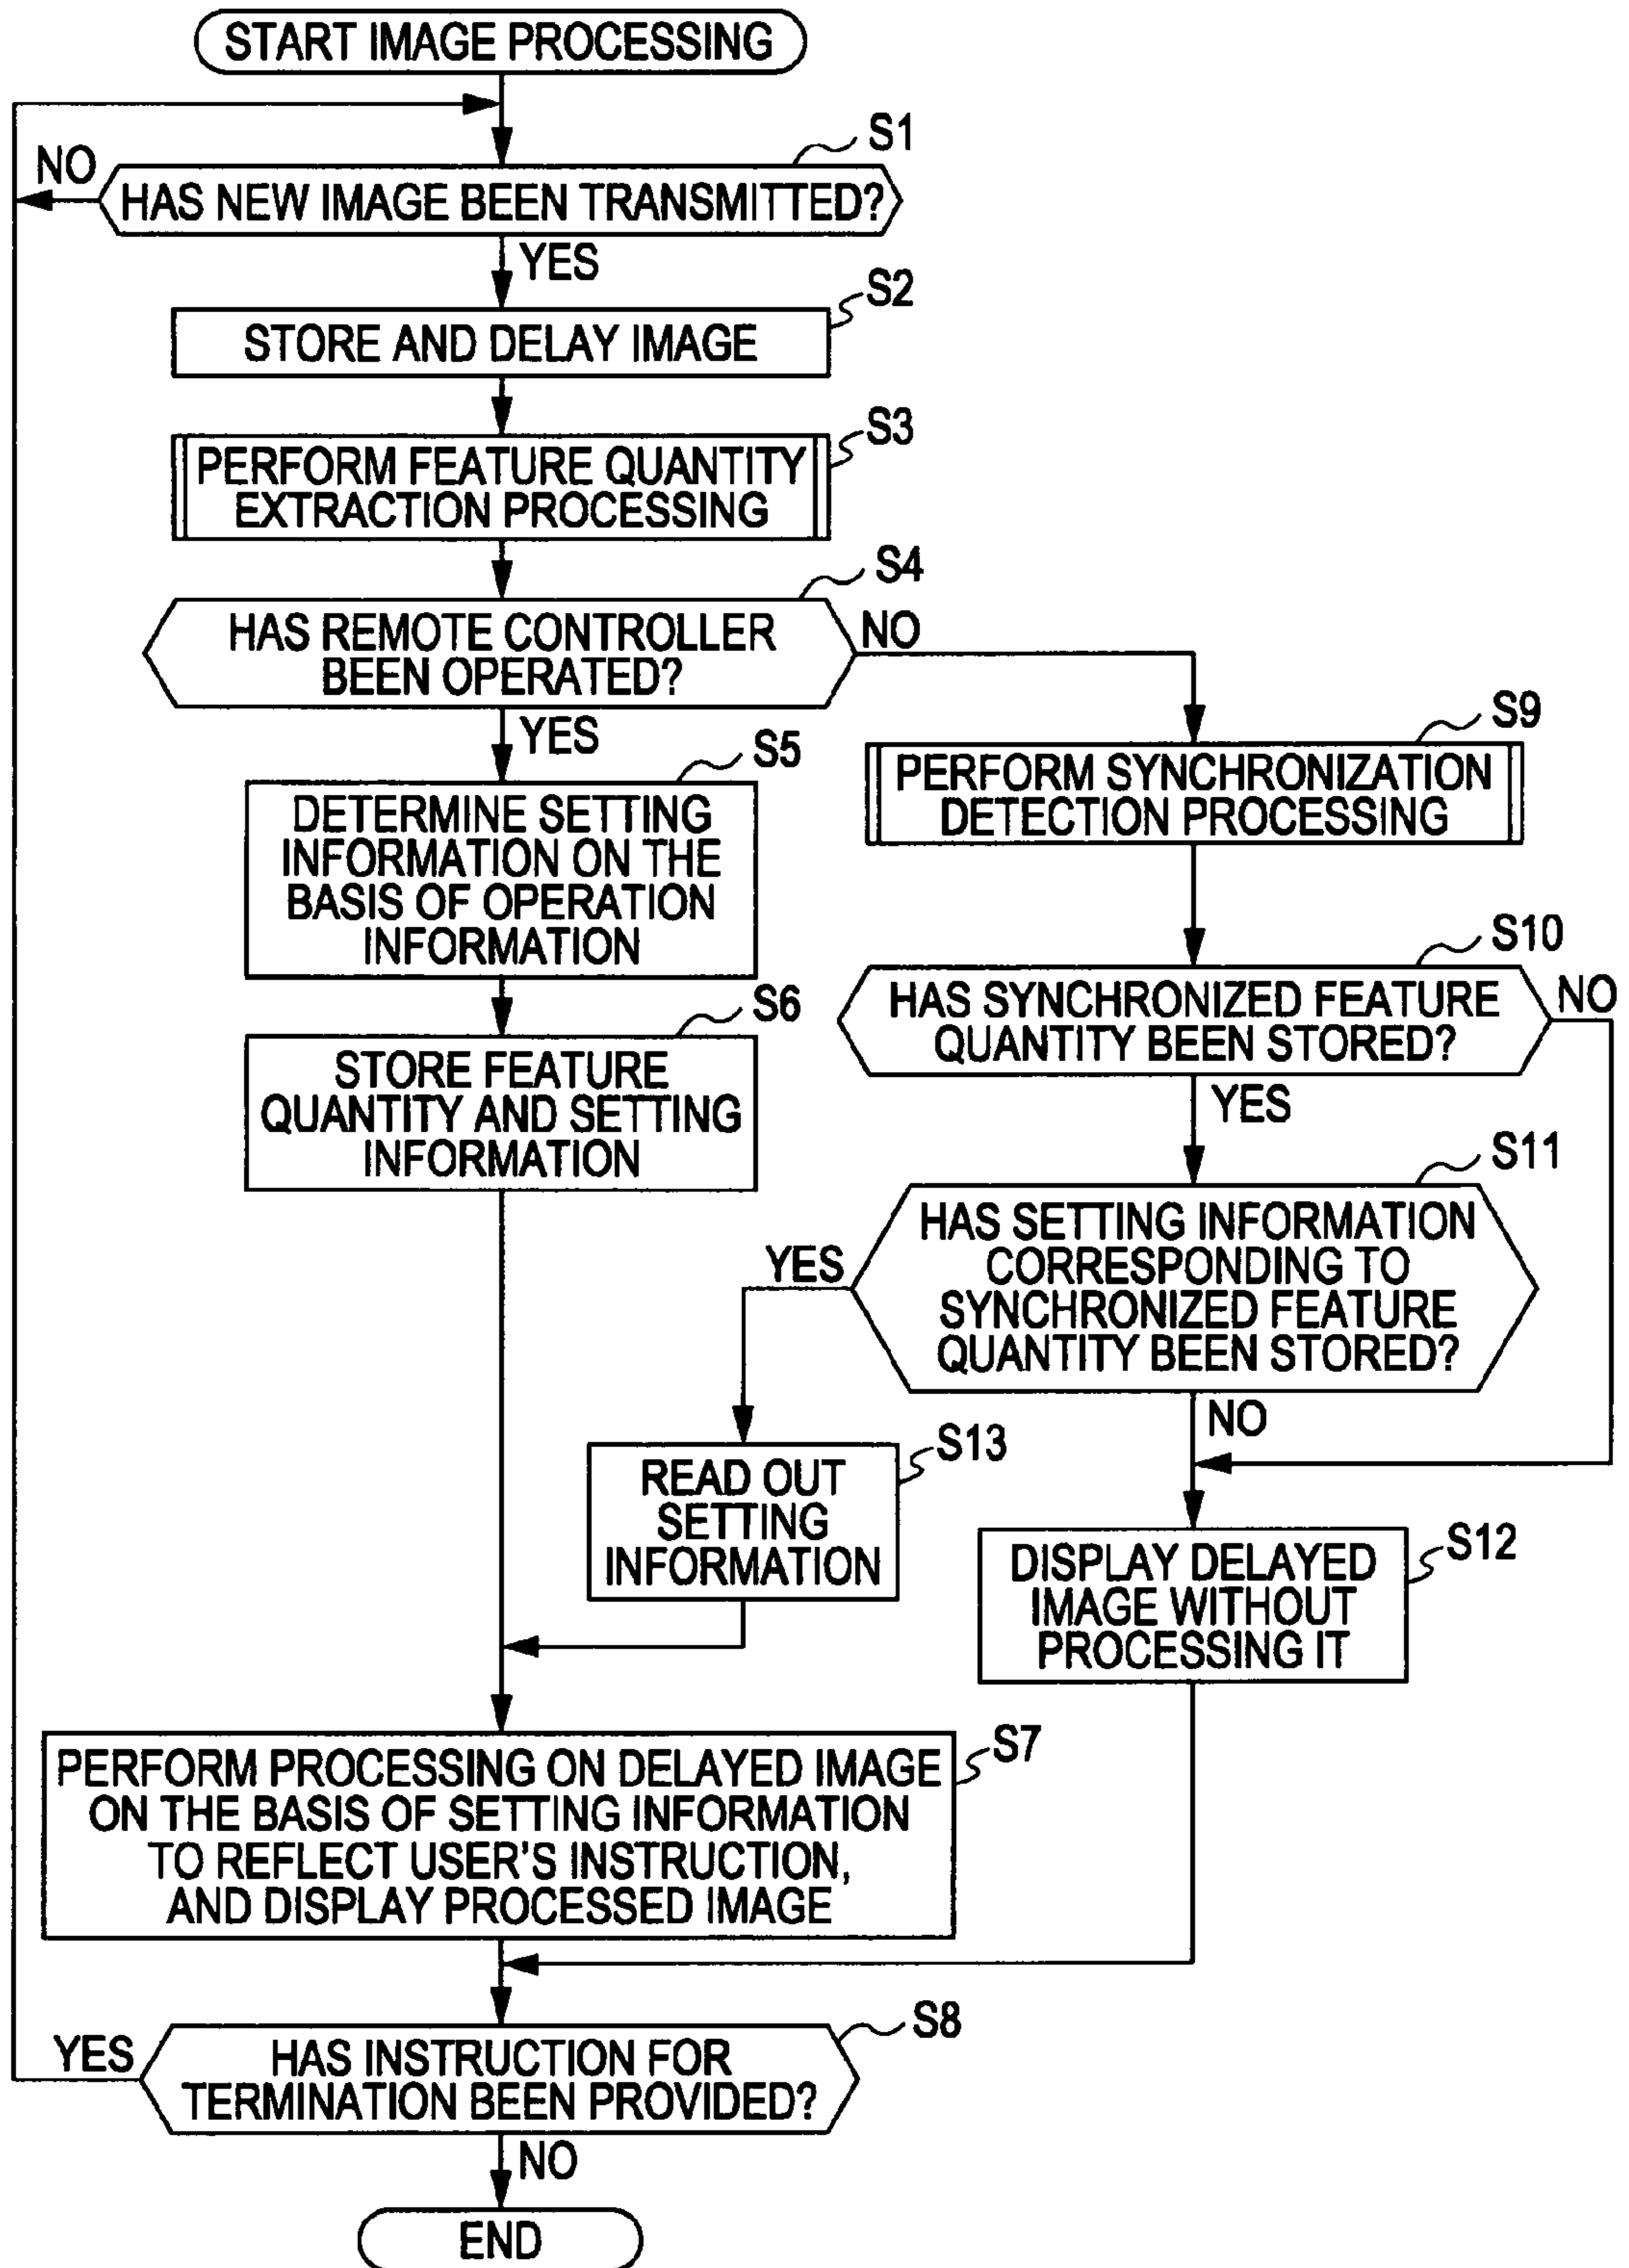 START IMAGE PROCESSING
S1
NO
HAS NEW IMAGE BEEN TRANSMITTED?
YES
S2
STORE AND DELAY IMAGE
S3
PERFORM FEATURE QUANTITY
EXTRACTION PROCESSING
S4
HAS REMOTE CONTROLLER
BEEN OPERATED?
NO
YES
S5
DETERMINE SETTING
INFORMATION ON THE
BASIS OF OPERATION
INFORMATION
S6
STORE FEATURE
QUANTITY AND SETTING
INFORMATION
S9
PERFORM SYNCHRONIZATION
DETECTION PROCESSING
S10
HAS SYNCHRONIZED FEATURE
QUANTITY BEEN STORED?
NO
YES
S11
HAS SETTING INFORMATION
CORRESPONDING TO
SYNCHRONIZED FEATURE
QUANTITY BEEN STORED?
YES
NO
S13
READ OUT
SETTING
INFORMATION
S12
DISPLAY DELAYED
IMAGE WITHOUT
PROCESSING IT
S7
PERFORM PROCESSING ON DELAYED IMAGE
ON THE BASIS OF SETTING INFORMATION
TO REFLECT USER'S INSTRUCTION,
AND DISPLAY PROCESSED IMAGE
S8
YES
HAS INSTRUCTION FOR
TERMINATION BEEN PROVIDED?
NO
END